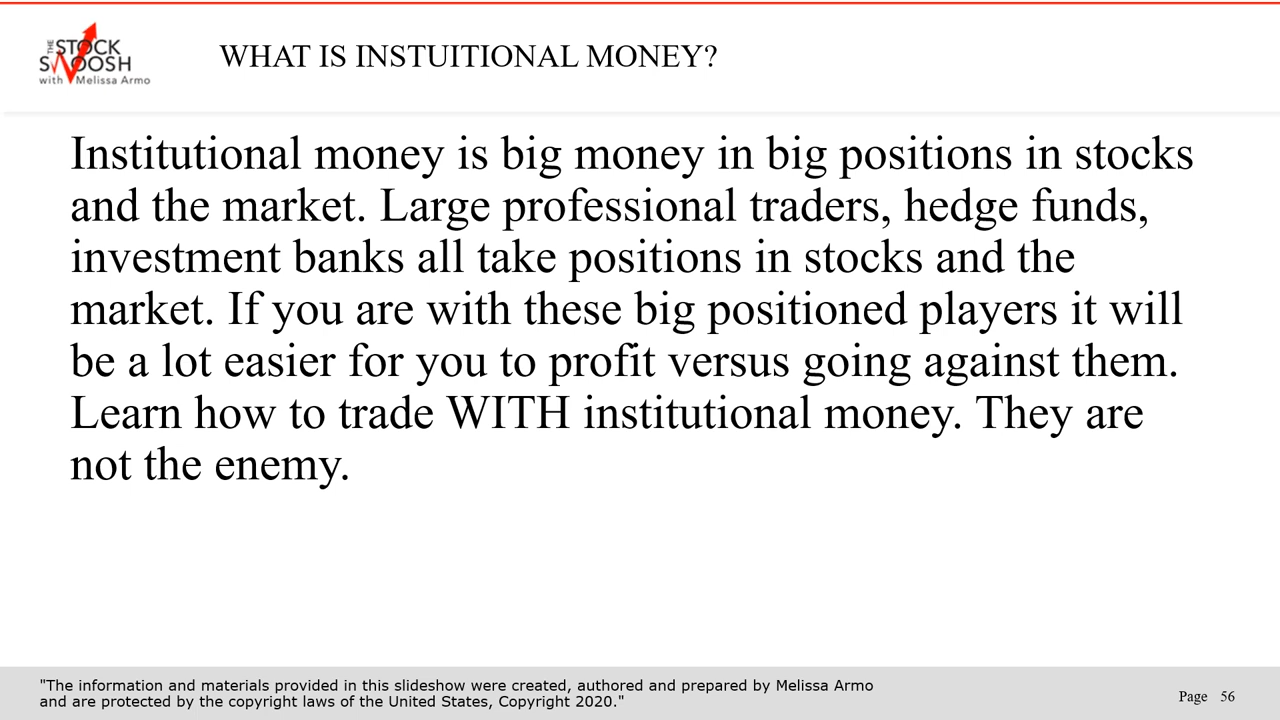 THE
STOCK
SWOOSH
with Melissa Armo
WHAT IS INSTUITIONAL MONEY?
Institutional money is big money in big positions in stocks
and the market. Large professional traders, hedge funds,
investment banks all take positions in stocks and the
market. If you are with these big positioned players it will
be a lot easier for you to profit versus going against them.
Learn how to trade WITH institutional money. They are
not the enemy.
"The information and materials provided in this slideshow were created, authored and prepared by Melissa Armo
and are protected by the copyright laws of the United States, Copyright 2020."
Page 56